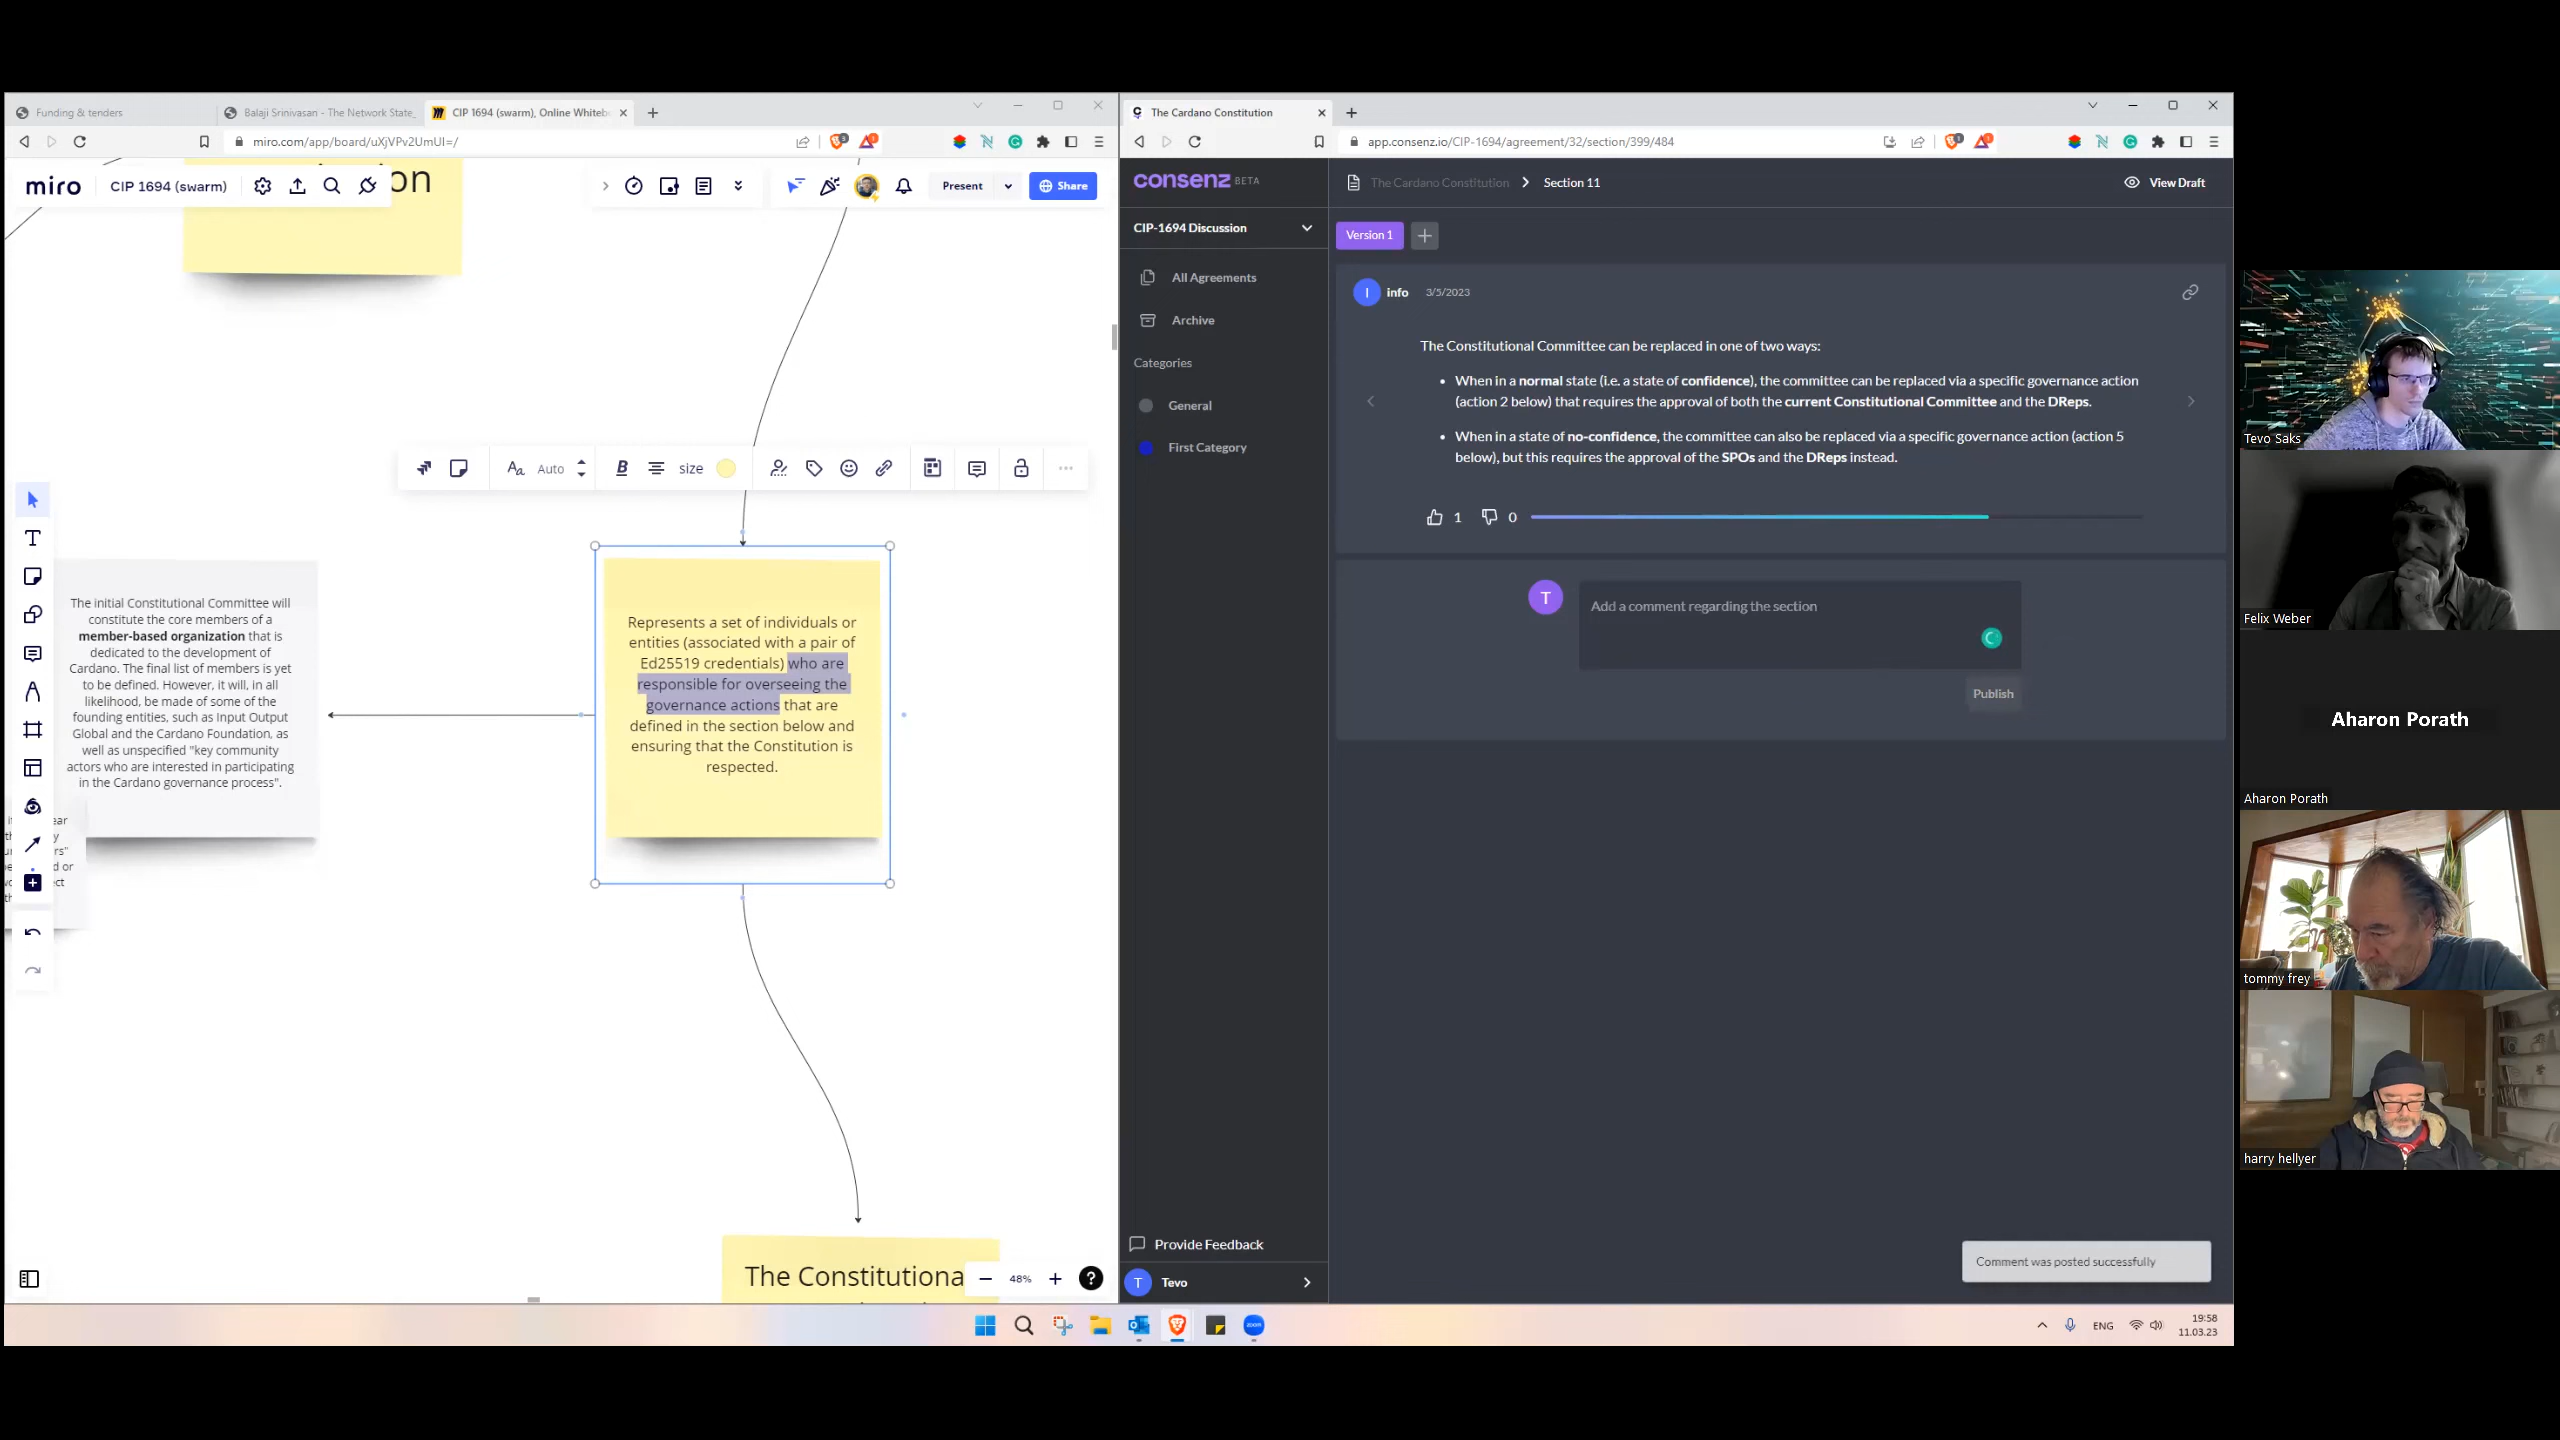 Funding & tenders
Balaji Srinivasan - The Network State,
CIP 1694 (swarm), Online Whitebo
miro.com/app/board/uXjVPv2UmUI=/
miro
CIP 1694 (swarm)
on
Present
Share
Auto
B
size
The initial Constitutional Committee will
constitute the core members of a
member-based organization that is
dedicated to the development of
Cardano. The final list of members is yet
to be defined. However, it will, in all
likelihood, be made of some of the
founding entities, such as Input Output
Global and the Cardano Foundation, as
well as unspecified "key community
actors who are interested in participating
in the Cardano governance process".
Represents a set of individuals or
entities (associated with a pair of
Ed25519 credentials) who are
responsible for overseeing the
governance actions that are
defined in the section below and
ensuring that the Constitution is
respected.
The Constitutiona
48%
The Cardano Constitution
app.consenz.io/CIP-1694/agreement/32/section/399/484
consenz BETA
The Cardano Constitution
Section 11
View Draft
CIP-1694 Discussion
All Agreements
Archive
Categories
General
First Category
Version 1
I
info
3/5/2023
The Constitutional Committee can be replaced in one of two ways:
• When in a normal state (i.e. a state of confidence), the committee can be replaced via a specific governance action
(action 2 below) that requires the approval of both the current Constitutional Committee and the DReps.
• When in a state of no-confidence, the committee can also be replaced via a specific governance action (action 5
below), but this requires the approval of the SPOs and the DReps instead.
1
0
T
Add a comment regarding the section
Publish
Provide Feedback
T
Tevo
Comment was posted successfully
ENG
19:58
11.03.23
Tevo Saks
Felix Weber
Aharon Porath
Aharon Porath
tommy frey
harry hellyer